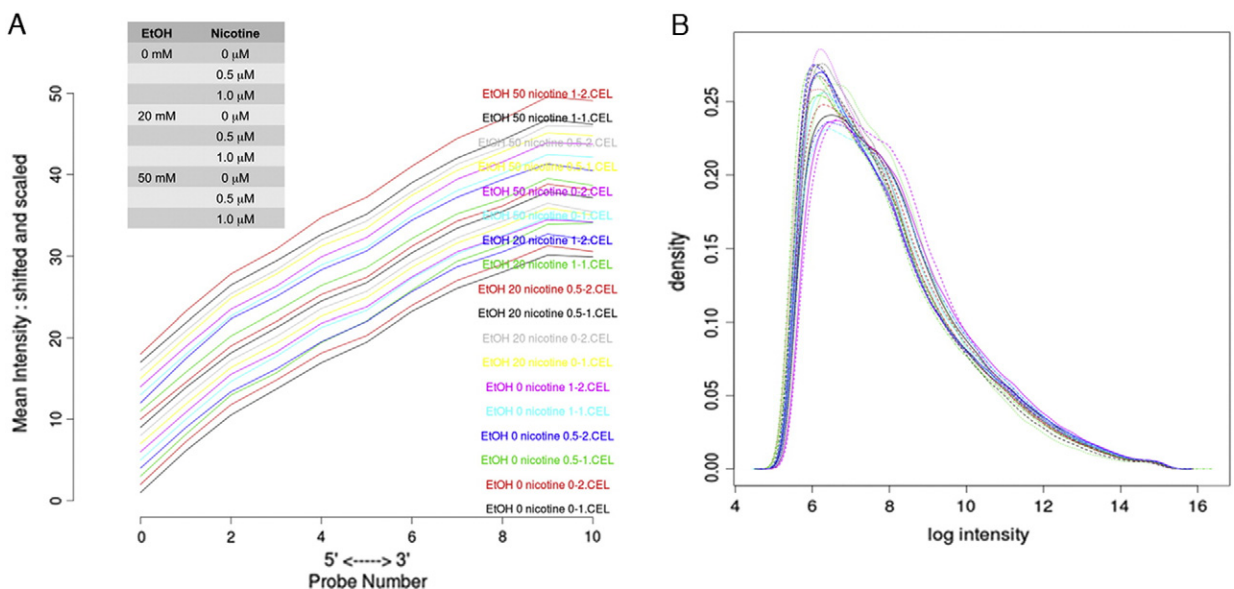 A
EtOH Nicotine
0 mM 0 µM
0.5 µM
1.0 µM
20 mM 0 µM
0.5 µM
1.0 µM
50 mM 0 µM
0.5 µM
1.0 µM
Mean Intensity : shifted and scaled
50
40
30
20
10
0
EtOH 50 nicotine 1-2.CEL
EtOH 50 nicotine 1-1.CEL
EtOH 50 nicotine 0.5-2.CEL
EtOH 50 nicotine 0.5-1.CEL
EtOH 50 nicotine 0-2.CEL
EtOH 50 nicotine 0-1.CEL
EtOH 20 nicotine 1-2.CEL
EtOH 20 nicotine 1-1.CEL
EtOH 20 nicotine 0.5-2.CEL
EtOH 20 nicotine 0.5-1.CEL
EtOH 20 nicotine 0-2.CEL
EtOH 20 nicotine 0-1.CEL
EtOH 0 nicotine 1-2.CEL
EtOH 0 nicotine 1-1.CEL
EtOH 0 nicotine 0.5-2.CEL
EtOH 0 nicotine 0.5-1.CEL
EtOH 0 nicotine 0-2.CEL
EtOH 0 nicotine 0-1.CEL
0 2 4 6 8 10
5' <-----> 3'
Probe Number
B
density
0.25
0.20
0.15
0.10
0.05
0.00
4 6 8 10 12 14 16
log intensity